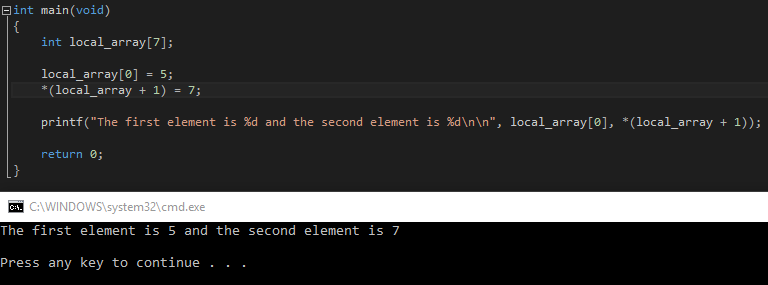 int main(void)
{
    int local_array[7];

    local_array[0] = 5;
    *(local_array + 1) = 7;

    printf("The first element is %d and the second element is %d\n\n", local_array[0], *(local_array + 1));

    return 0;
}
C:\WINDOWS\system32\cmd.exe
The first element is 5 and the second element is 7

Press any key to continue . . .